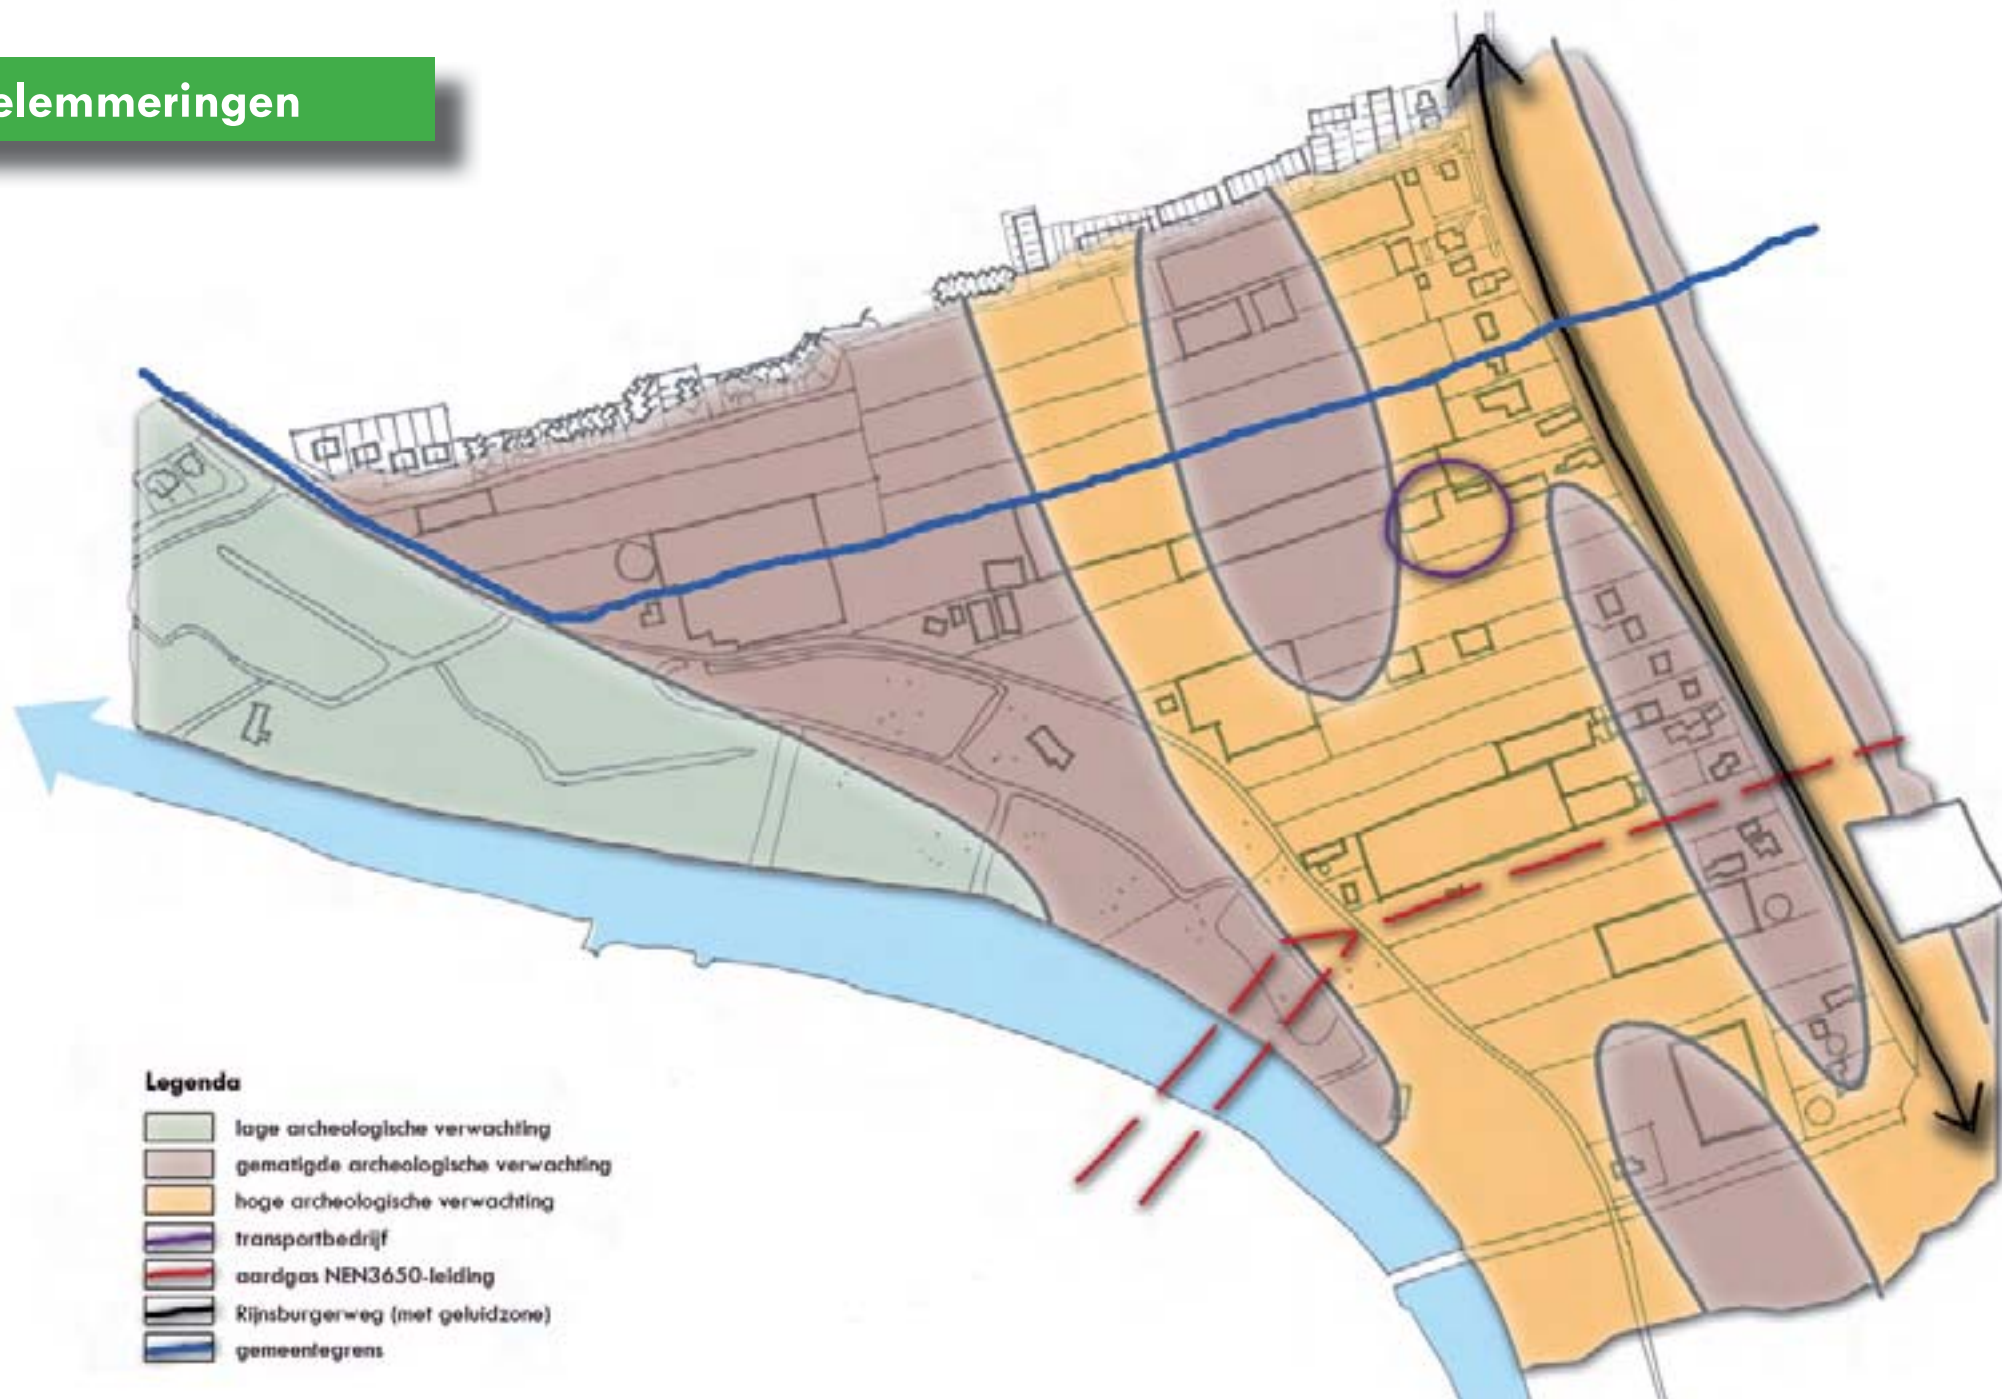 elemmeringen
Legenda
lage archeologische verwachting
gematigde archeologische verwachting
hoge archeologische verwachting
transportbedrijf
aardgas NEN3650-leiding
Rijnsburgerweg (met geluidzone)
gemeentegrens